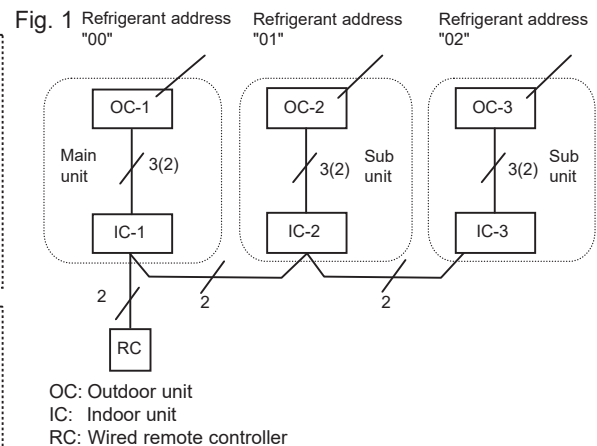 Fig. 1
Refrigerant address "00"
Refrigerant address "01"
Refrigerant address "02"
OC-1
OC-2
OC-3
Main unit
3(2)
3(2)
Sub unit
3(2)
Sub unit
IC-1
IC-2
IC-3
2
2
2
RC
OC: Outdoor unit
IC: Indoor unit
RC: Wired remote controller